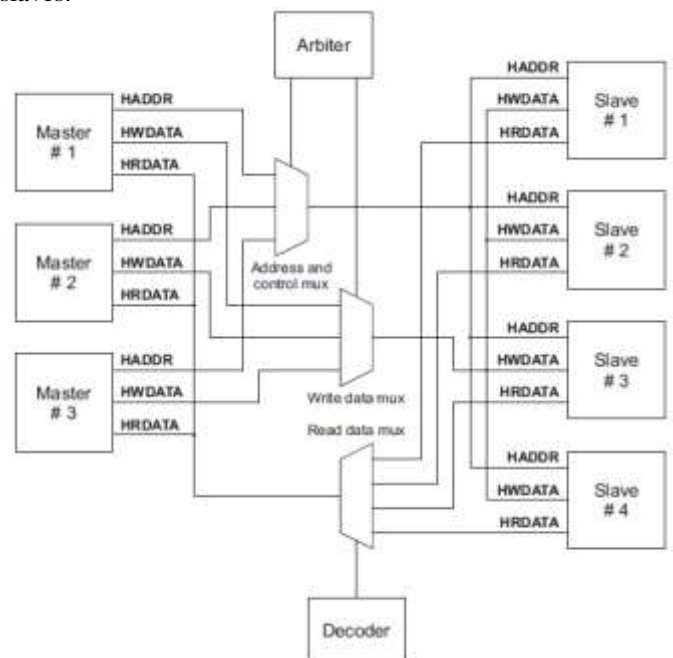 slaves.
Arbiter
HADDR
HWDATA
HRDATA
Master
# 1
HADDR
HWDATA
HRDATA
Slave
# 1
HADDR
HWDATA
HRDATA
Master
# 2
Address and
control mux
HADDR
HWDATA
HRDATA
Slave
# 2
HADDR
HWDATA
HRDATA
Master
# 3
Write data mux
Read data mux
HADDR
HWDATA
HRDATA
Slave
# 3
HADDR
HWDATA
HRDATA
Slave
# 4
Decoder